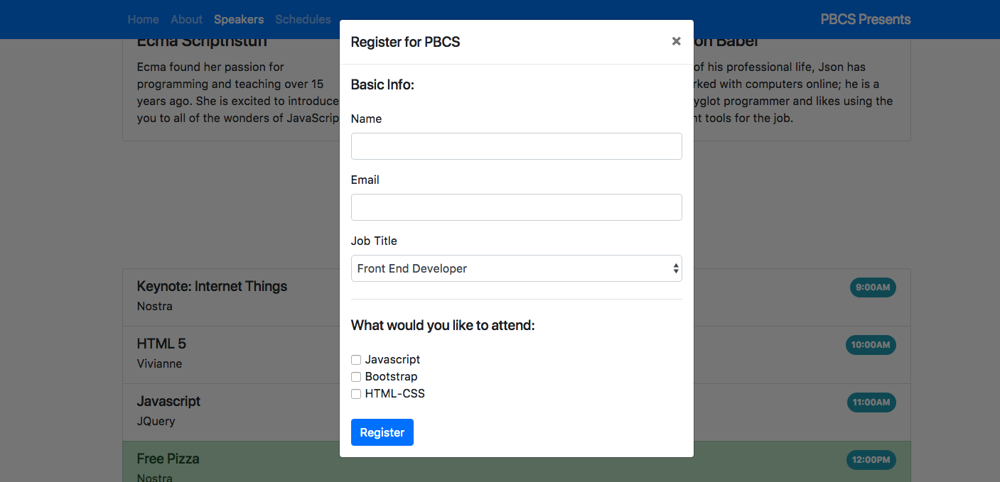 Home About Speakers Schedules
PBCS Presents
Ecma Scriptnstuff
Ecma found her passion for
programming and teaching over 15
years ago. She is excited to introduce
you to all of the wonders of JavaScrip
on Babel
of his professional life, Json has
rked with computers online; he is a
yglot programmer and likes using the
nt tools for the job.
Register for PBCS ×
Basic Info:
Name
Email
Job Title
Front End Developer
What would you like to attend:
Javascript
Bootstrap
HTML-CSS
Register
Keynote: Internet Things 9:00AM
Nostra
HTML 5 10:00AM
Vivianne
Javascript 11:00AM
JQuery
Free Pizza 12:00PM
Nostra